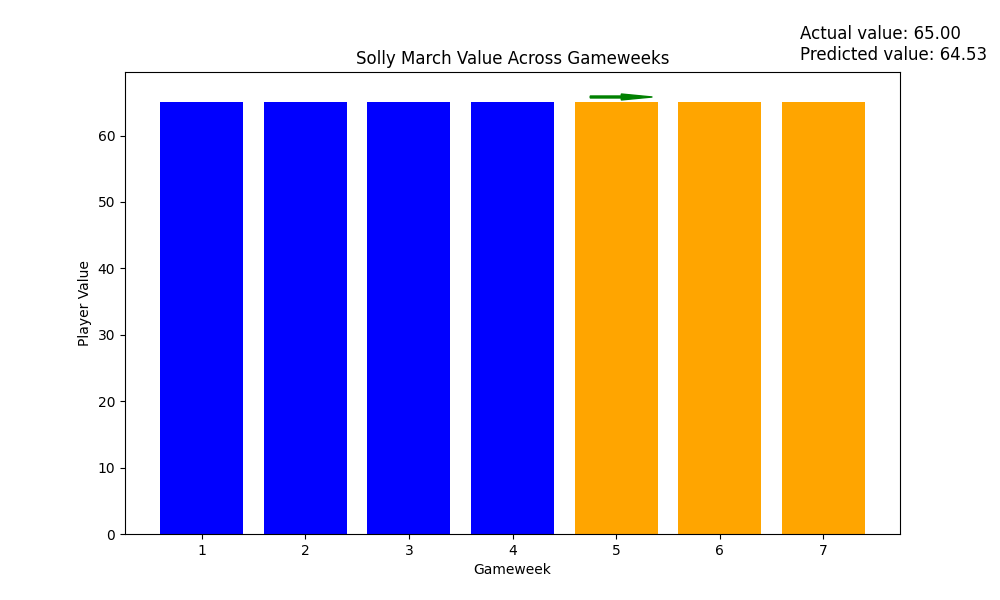 Actual value: 65.00
Predicted value: 64.53
Solly March Value Across Gameweeks
60
50
40
30
20
10
0
Player Value
1 2 3 4 5 6 7
Gameweek